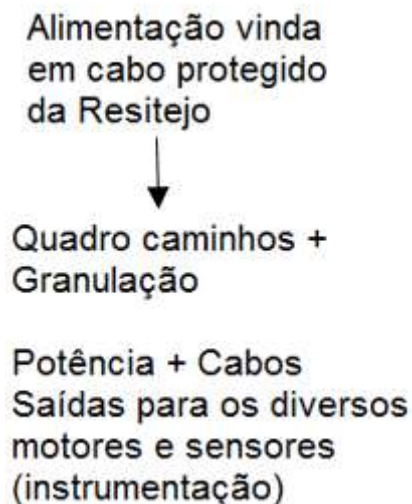 Alimentação vinda
em cabo protegido
da Resitejo
Quadro caminhos +
Granulação
Potência + Cabos
Saídas para os diversos
motores e sensores
(instrumentação)